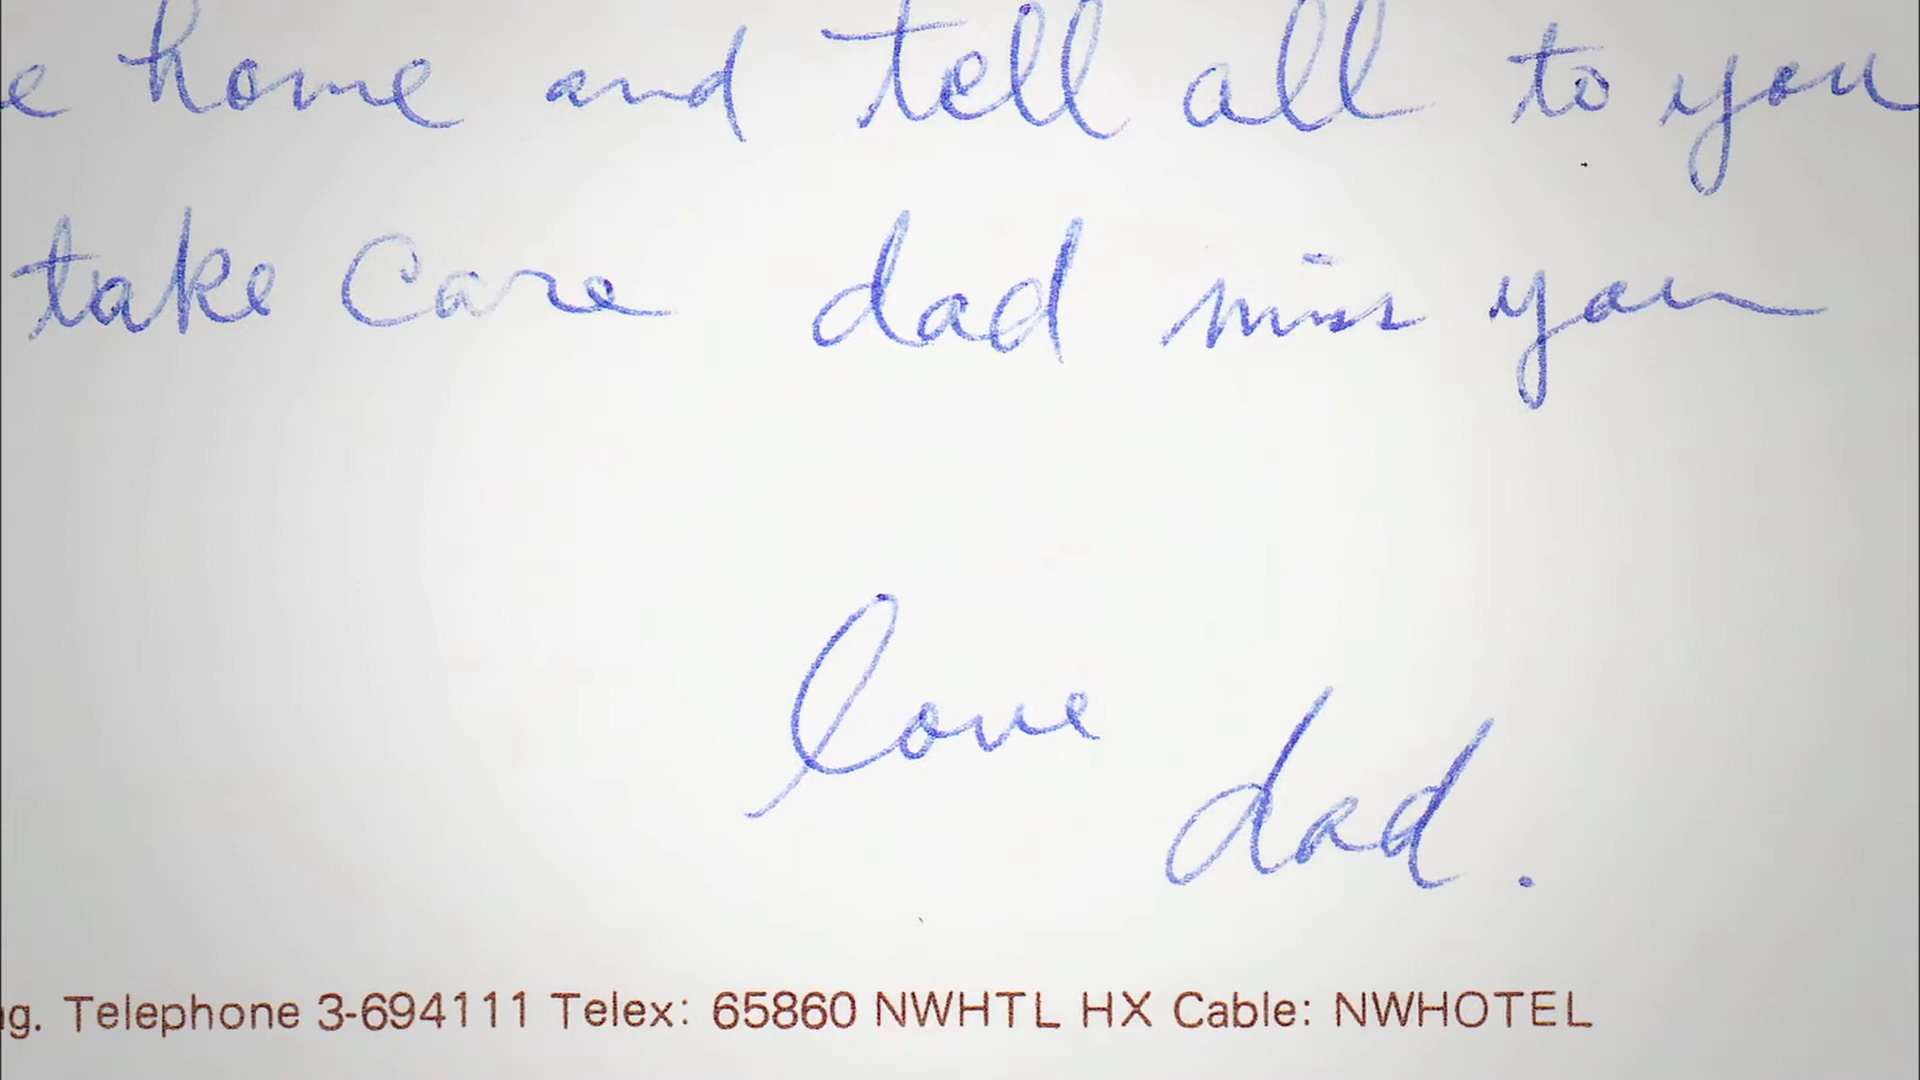 e home and tell all to you
take care dad miss you
love
dad.
ng. Telephone 3-694111 Telex: 65860 NWHTL HX Cable: NWHOTEL